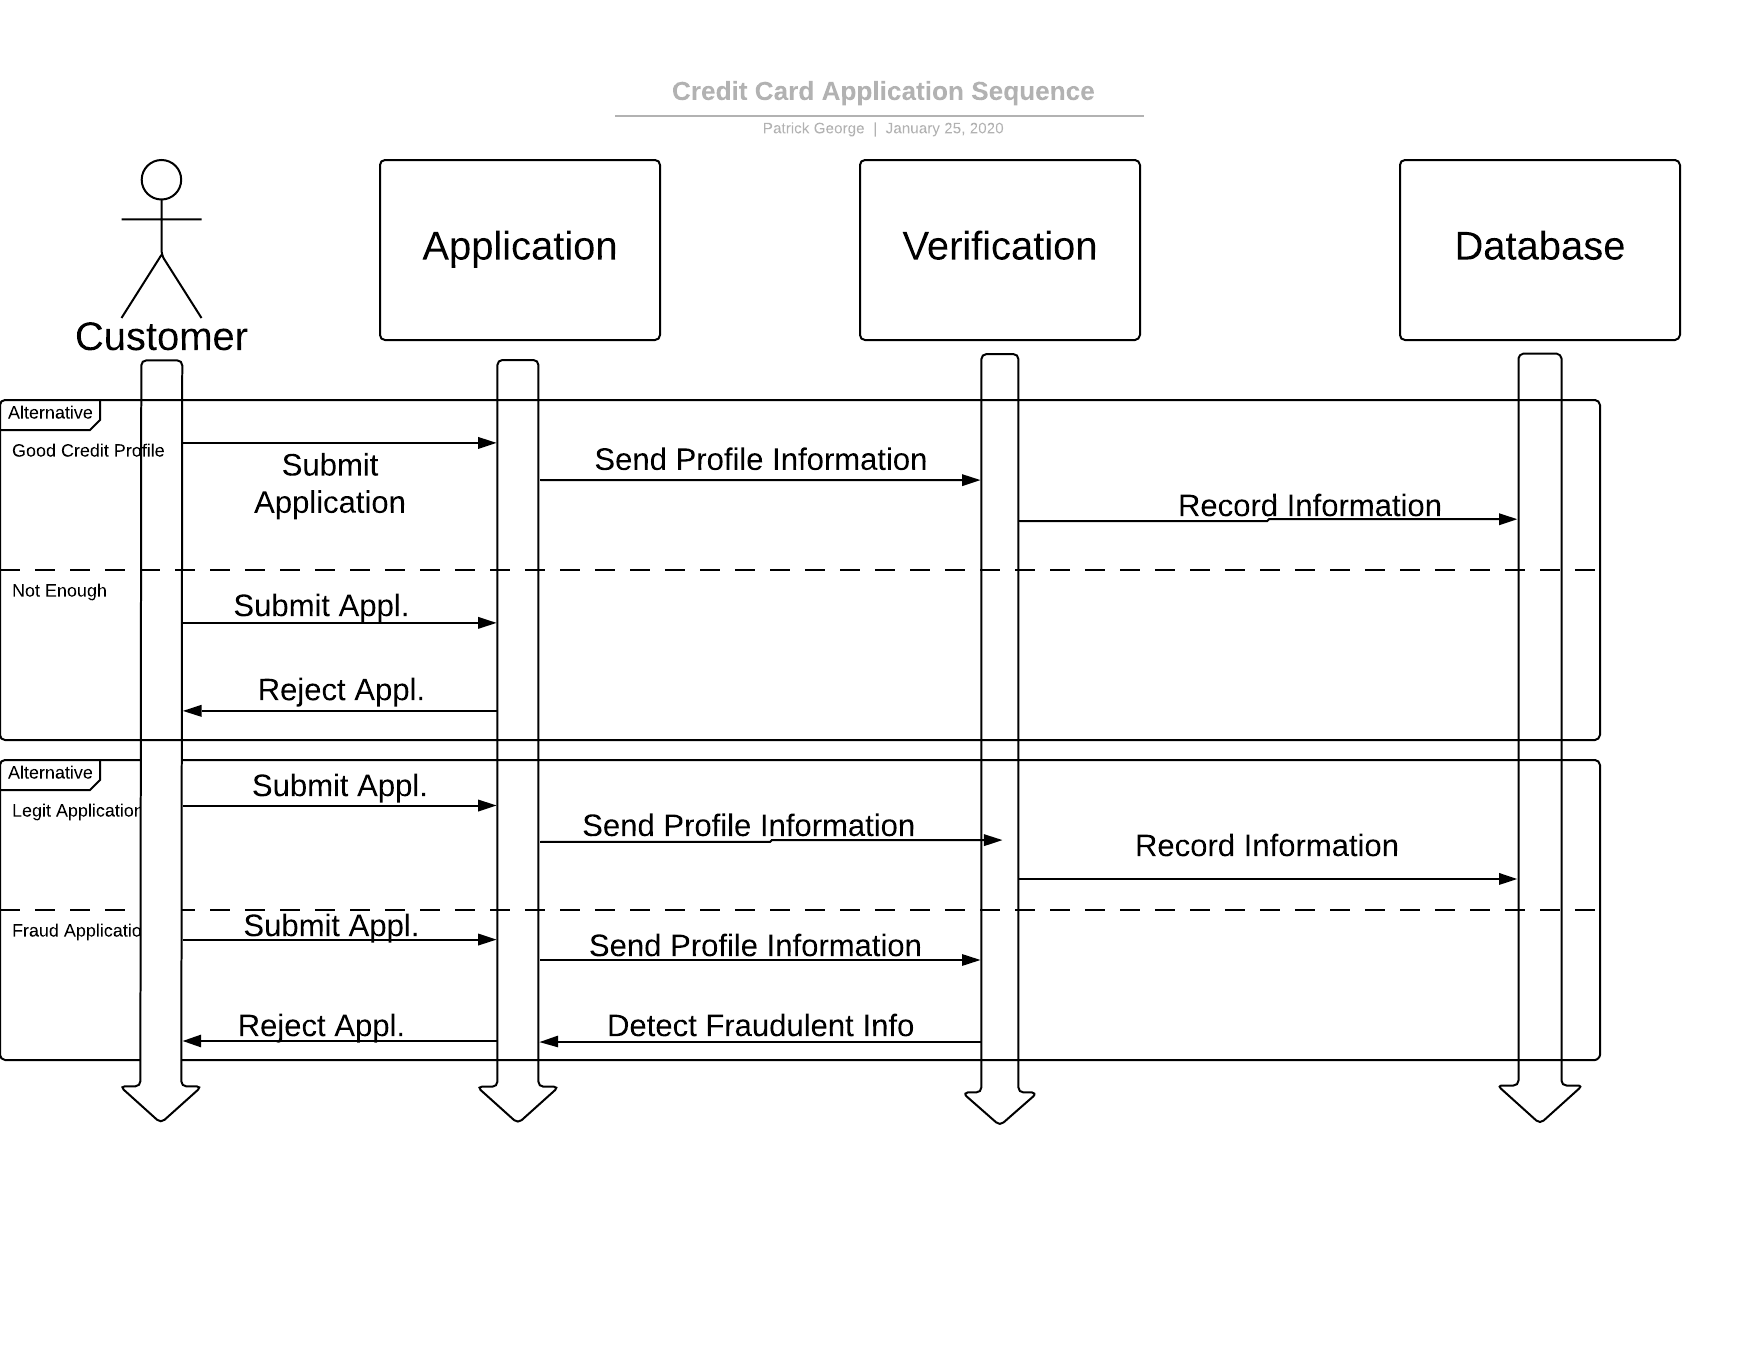 Credit Card Application Sequence
Patrick George | January 25, 2020
Customer
Application
Verification
Database
Alternative
Good Credit Profile
Submit
Application
Send Profile Information
Record Information
Not Enough
Submit Appl.
Reject Appl.
Alternative
Legit Application
Submit Appl.
Send Profile Information
Record Information
Fraud Applicatio
Submit Appl.
Send Profile Information
Reject Appl.
Detect Fraudulent Info